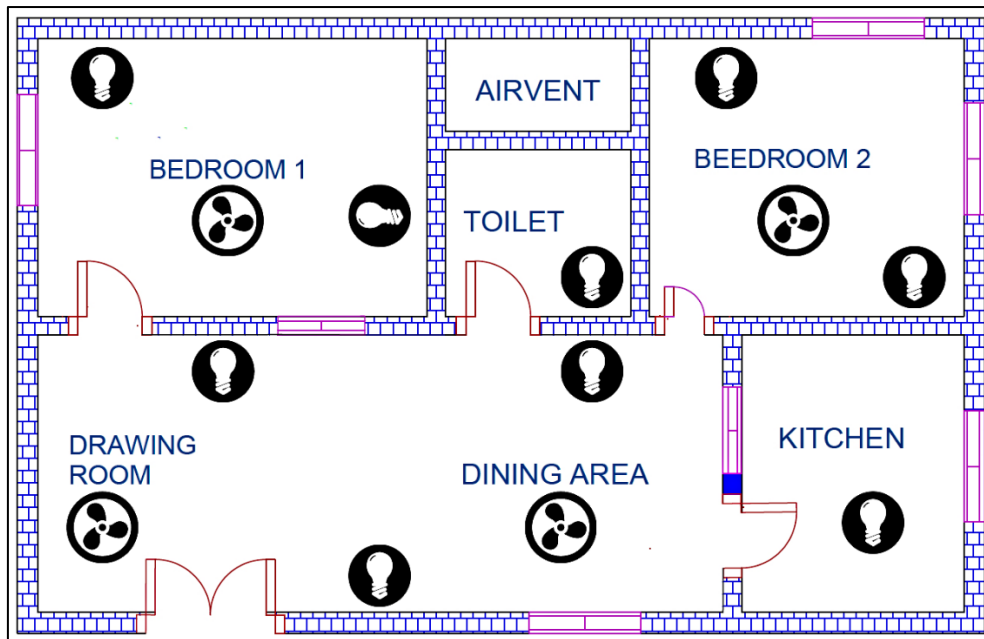 AIRVENT
BEDROOM 1
BEEDROOM 2
TOILET
DRAWING
ROOM
DINING AREA
KITCHEN